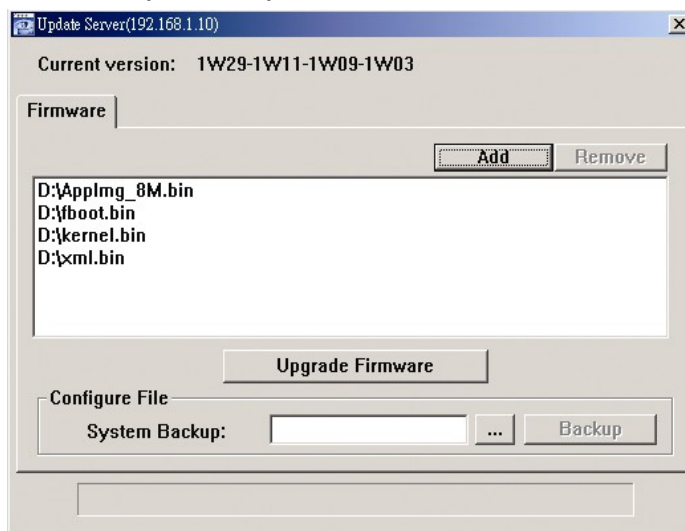 Update Server(192.168.1.10)
Current version: 1W29-1W11-1W09-1W03
Firmware
Add Remove
D:\AppImg_8M.bin
D:\fboot.bin
D:\kernel.bin
D:\xml.bin
Upgrade Firmware
Configure File
System Backup: ... Backup